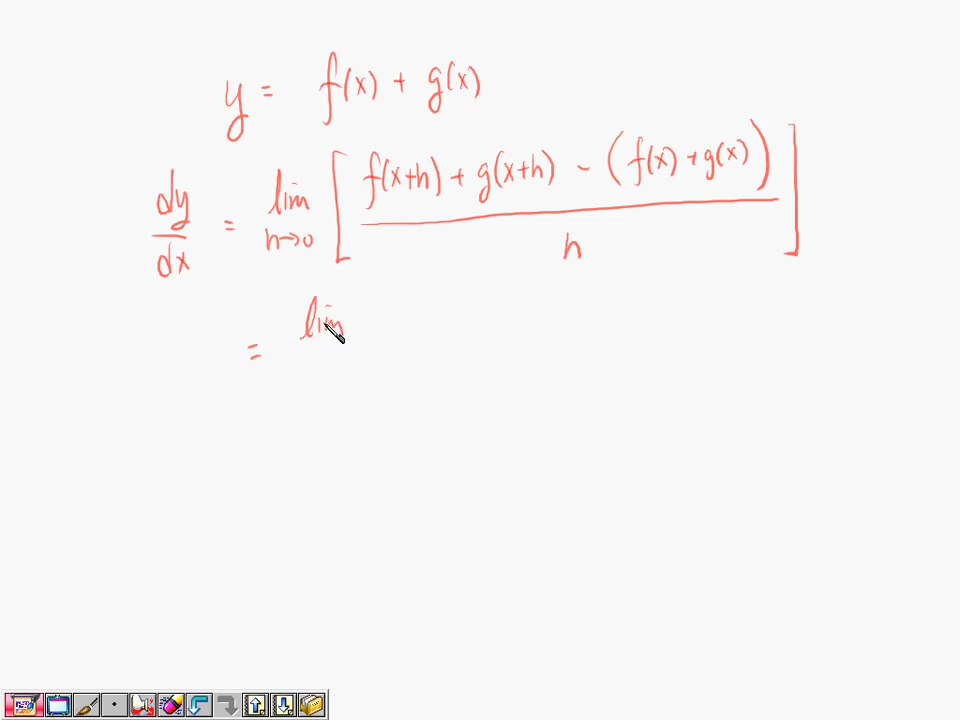 y = f(x) + g(x)
dy/dx = lim h→0 [ f(x+h) + g(x+h) - (f(x) + g(x)) / h ]
= lim